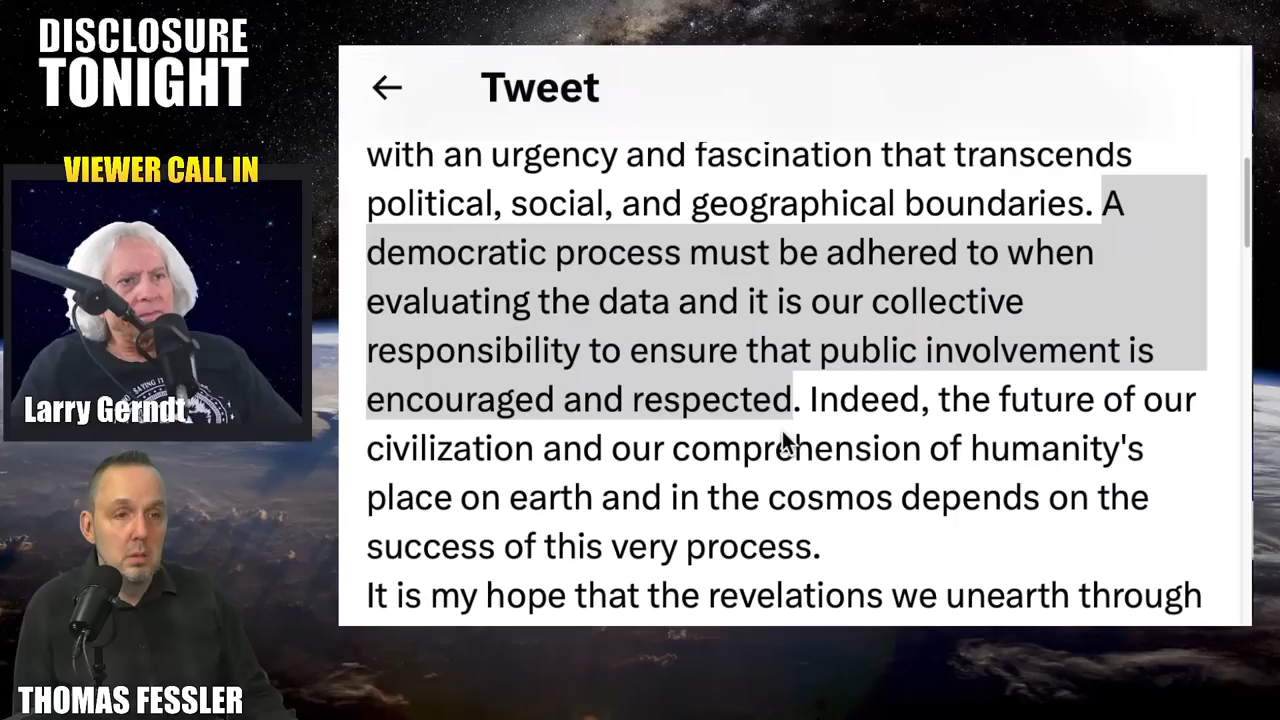 DISCLOSURE
TONIGHT
VIEWER CALL IN
Larry Gerndt
THOMAS FESSLER
Tweet
with an urgency and fascination that transcends
political, social, and geographical boundaries. A
democratic process must be adhered to when
evaluating the data and it is our collective
responsibility to ensure that public involvement is
encouraged and respected. Indeed, the future of our
civilization and our comprehension of humanity's
place on earth and in the cosmos depends on the
success of this very process.
It is my hope that the revelations we unearth through